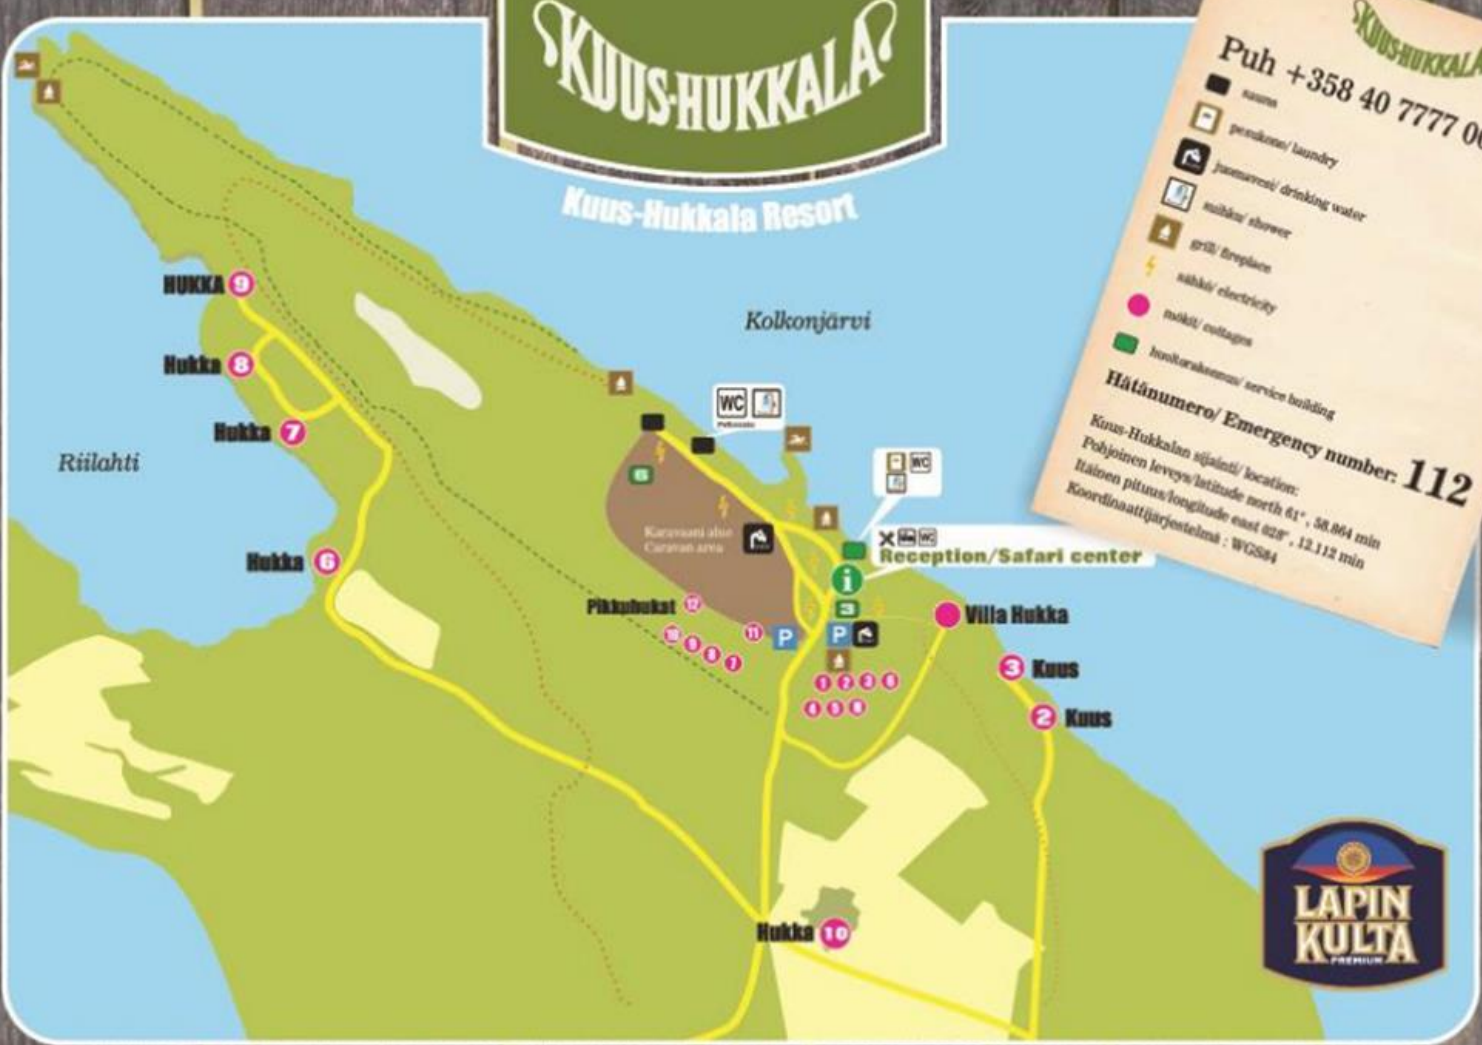 KUUS-HUKKALA
Kuus-Hukkala Resort
KUUS-HUKKALA
Puh +358 40 7777 0
sauna
pesukone/ laundry
juomavesi/ drinking water
suihku/ shower
grilli/ fireplace
sähkö/ electricity
mökit/ cottages
huoltorakennus/ service building
Hätänumero/ Emergency number: 112
Kuus-Hukkalan sijainti/ location:
Pohjoinen leveys/latitude north 61°, 58.864 min
Itäinen pituus/longitude east 028°, 12.112 min
Koordinaattijärjestelmä : WGS84
Kolkonjärvi
Riilahti
HUKKA 9
Hukka 8
Hukka 7
Hukka 6
WC
WC
WC
Reception/Safari center
i
6
3
Karavaani alue
Caravan area
Pikkuhukat 12
11
10
9
8
7
P
P
1 2 3 6
4 5
Villa Hukka
3 Kuus
2 Kuus
Hukka 10
LAPIN
KULTA
PREMIUM